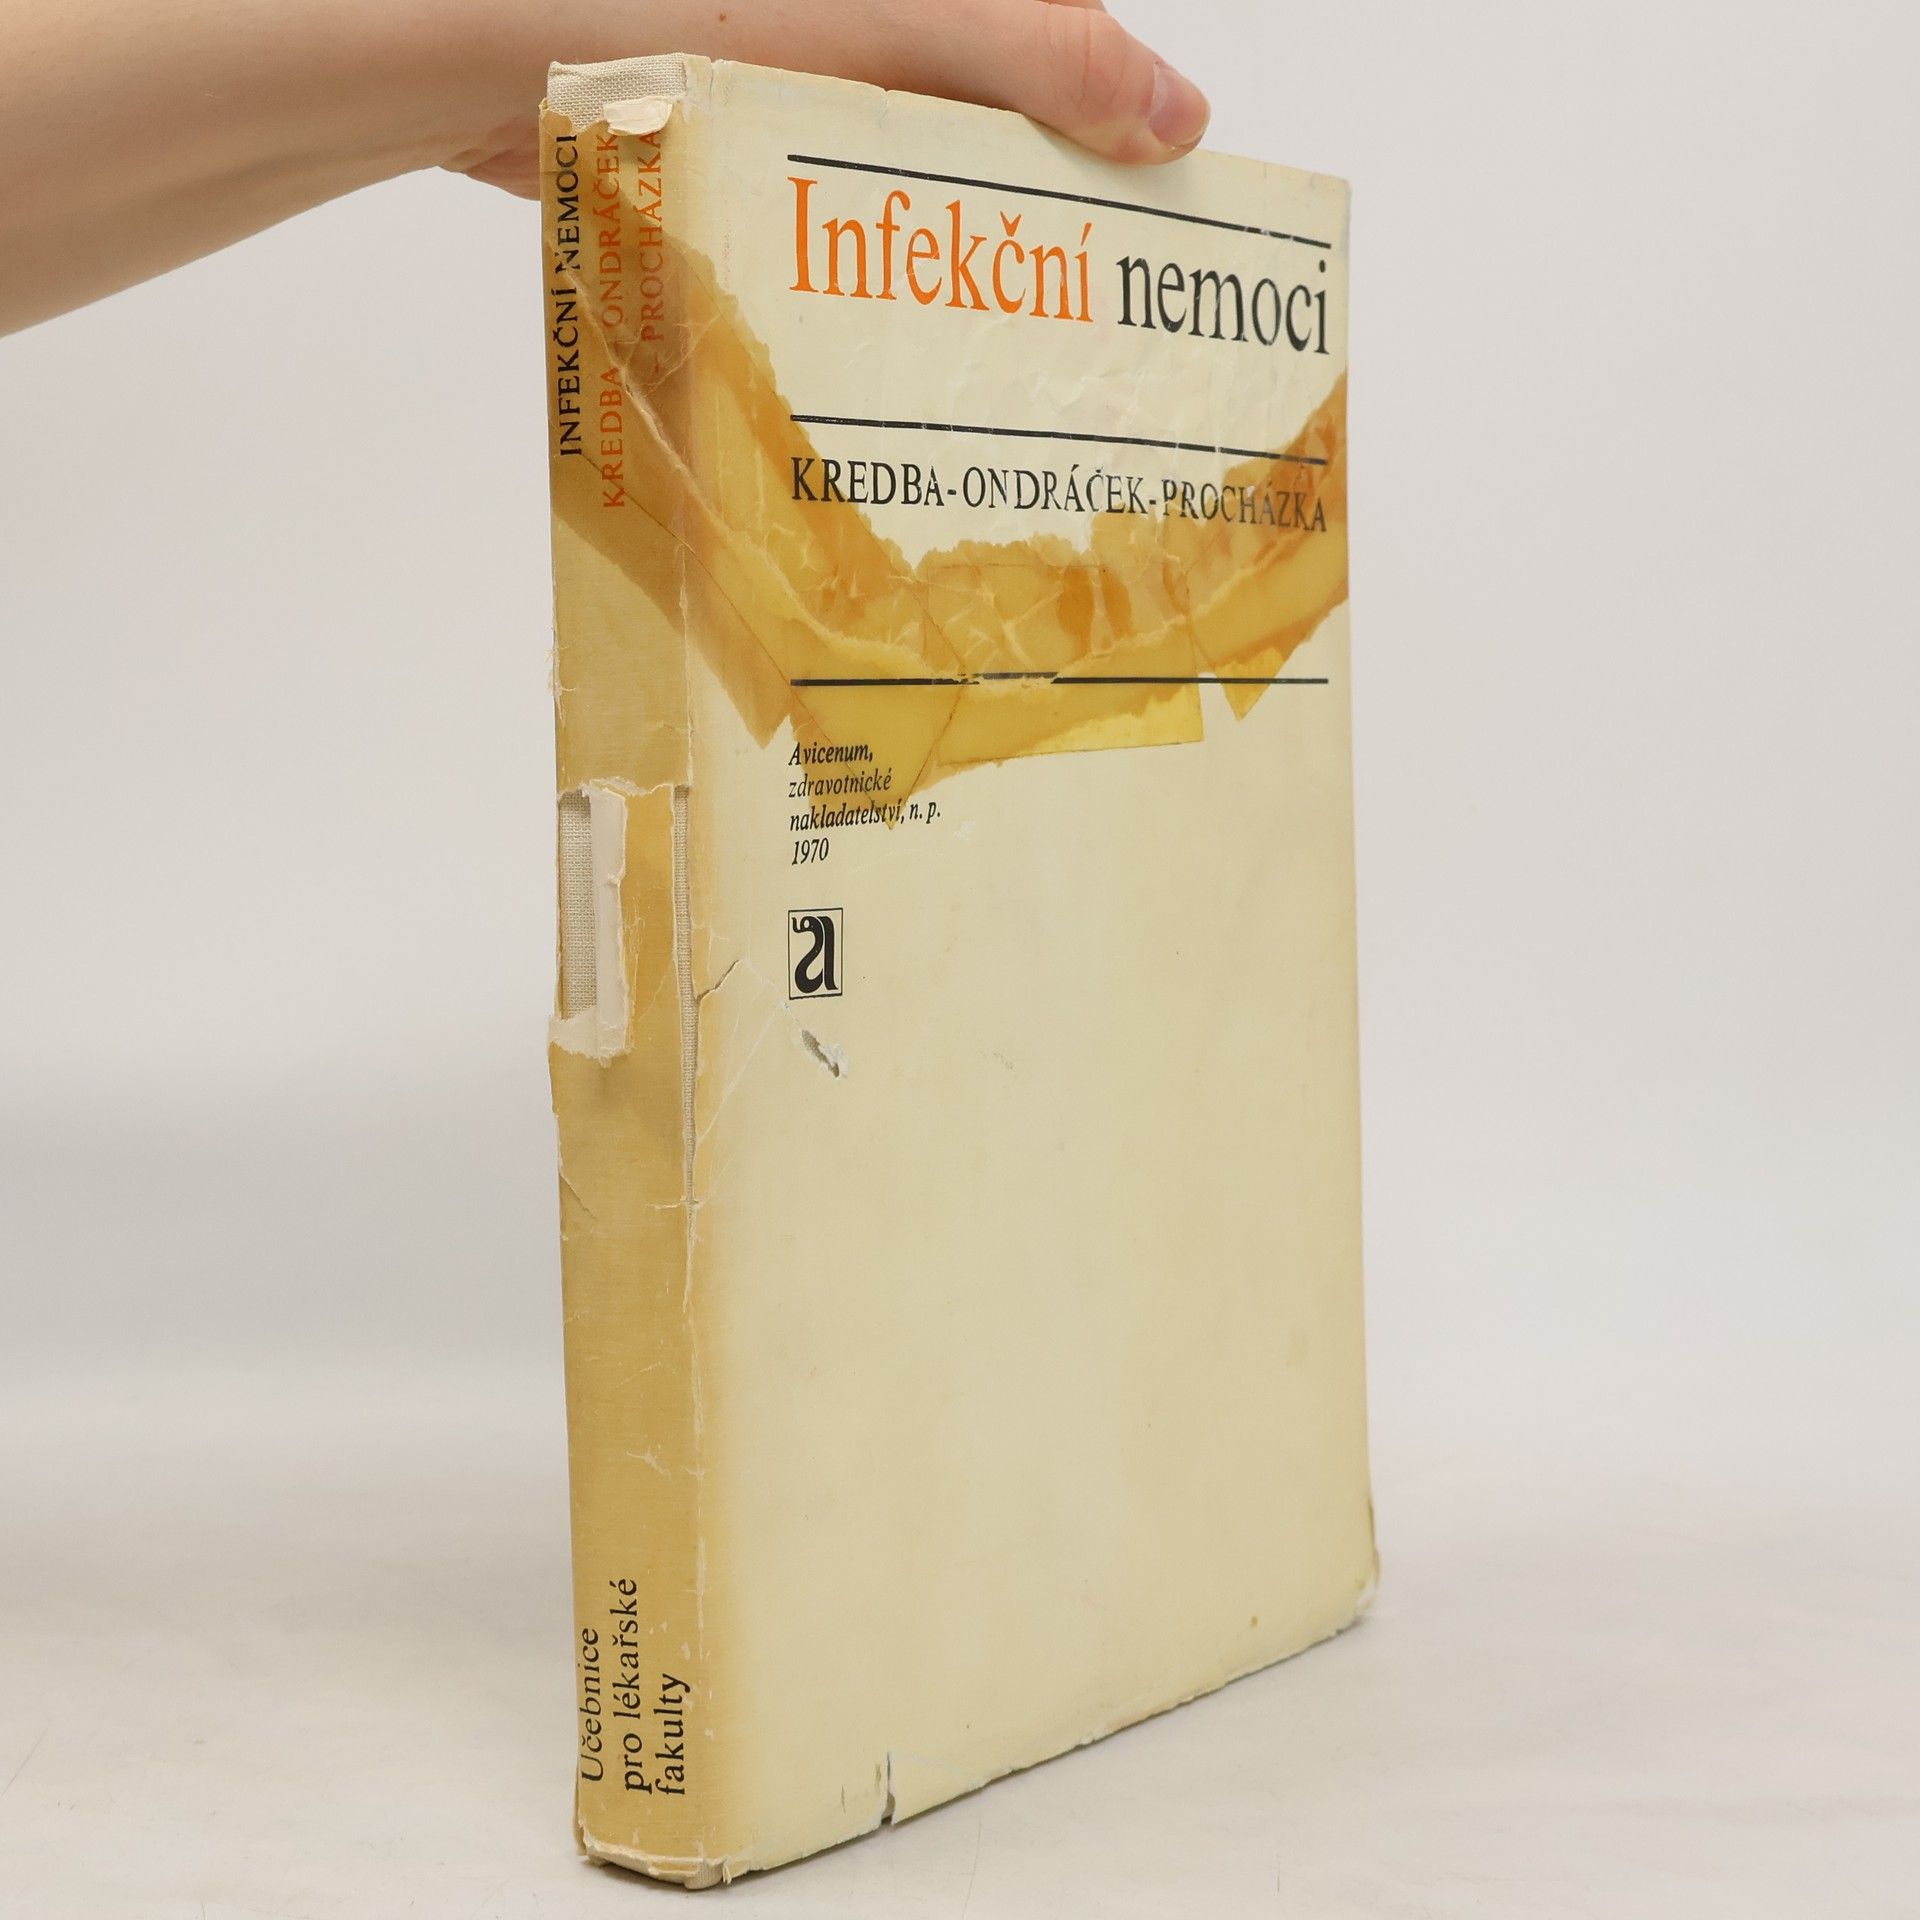 INFEKČNÍ NEMOCI
KREDBA - ONDRÁČEK
- PROCHÁZKA
Učebnice
pro lékařské
fakulty
Infekční nemoci
KREDBA-ONDRÁČEK-PROCHÁZKA
Avicenum,
zdravotnické
nakladatelství, n. p.
1970